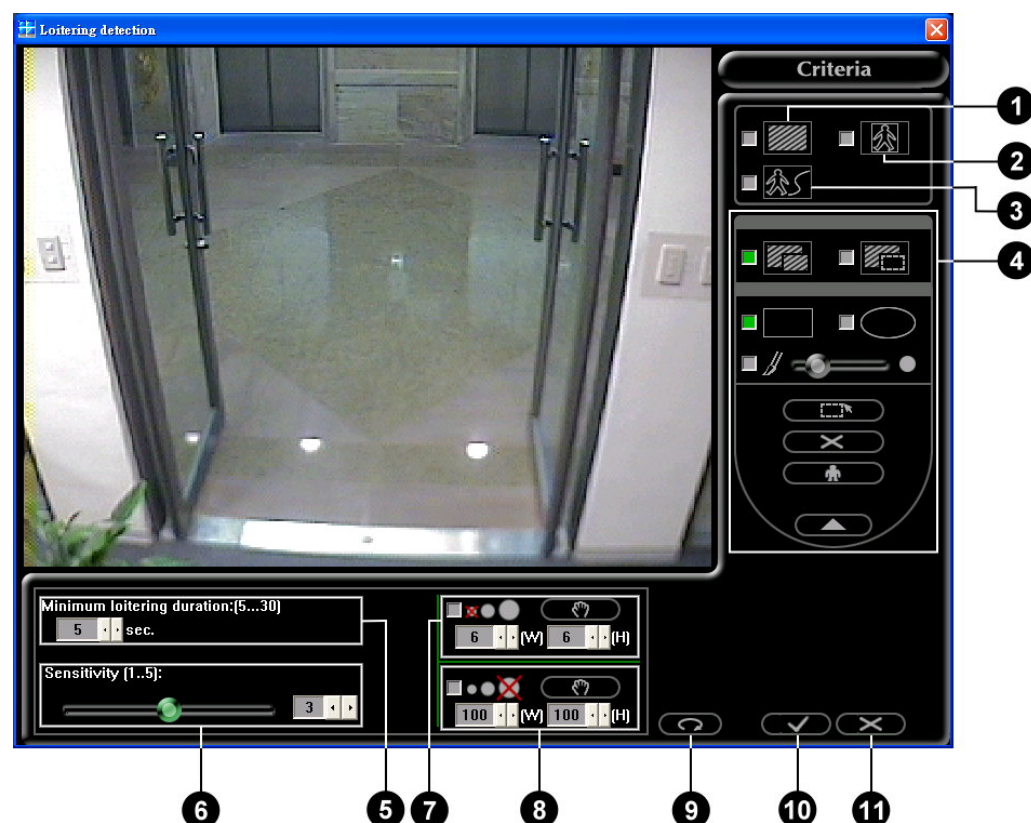 Loitering detection
Criteria
1
2
3
4
Minimum loitering duration:(5...30)
5 sec.
6 (W) 6 (H)
Sensitivity (1..5):
3
100 (W) 100 (H)
6
5
7
8
9
10
11